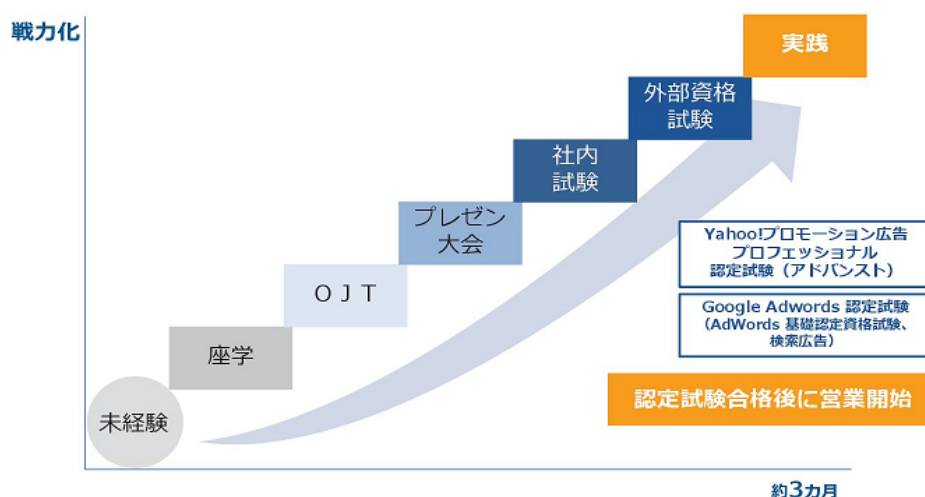 戦力化
実践
外部資格
試験
社内
試験
プレゼン
大会
ＯＪＴ
座学
未経験
Yahoo!プロモーション広告
プロフェッショナル
認定試験（アドバンスト）
Google Adwords 認定試験
（AdWords 基礎認定資格試験、
検索広告）
認定試験合格後に営業開始
約3カ月